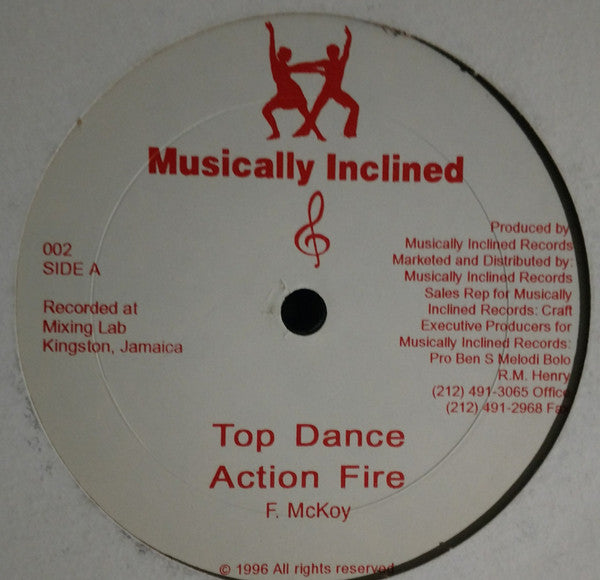 Musically Inclined
002
SIDE A
Recorded at
Mixing Lab
Kingston, Jamaica
Produced by
Musically Inclined Records
Marketed and Distributed by:
Musically Inclined Records
Sales Rep for Musically
Inclined Records: Craft
Executive Producers for
Musically Inclined Records:
Pro Ben S Melodi Bolo
R.M. Henry
(212) 491-3065 Office
(212) 491-2968 Fax
Top Dance
Action Fire
F. McKoy
© 1996 All rights reserved